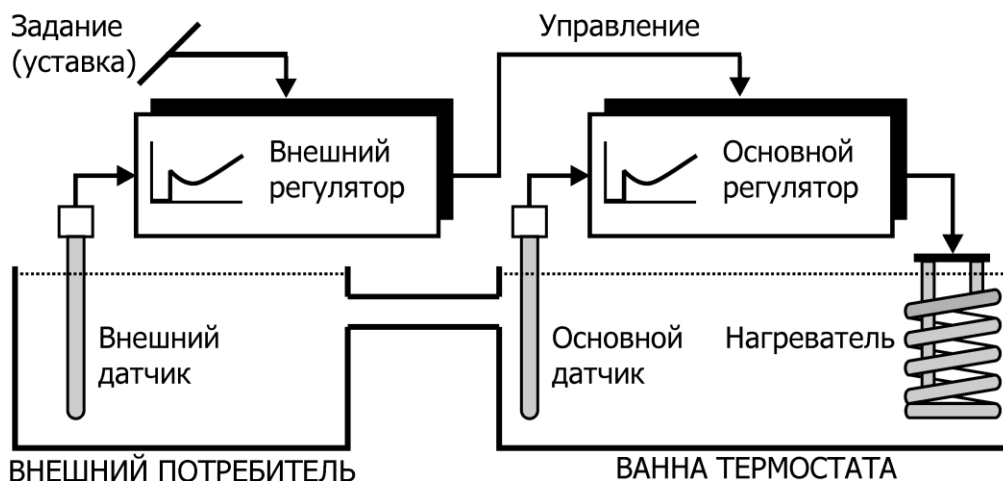 Задание
(уставка)
Управление
Внешний
регулятор
Основной
регулятор
Внешний
датчик
Основной
датчик
Нагреватель
ВНЕШНИЙ ПОТРЕБИТЕЛЬ
ВАННА ТЕРМОСТАТА